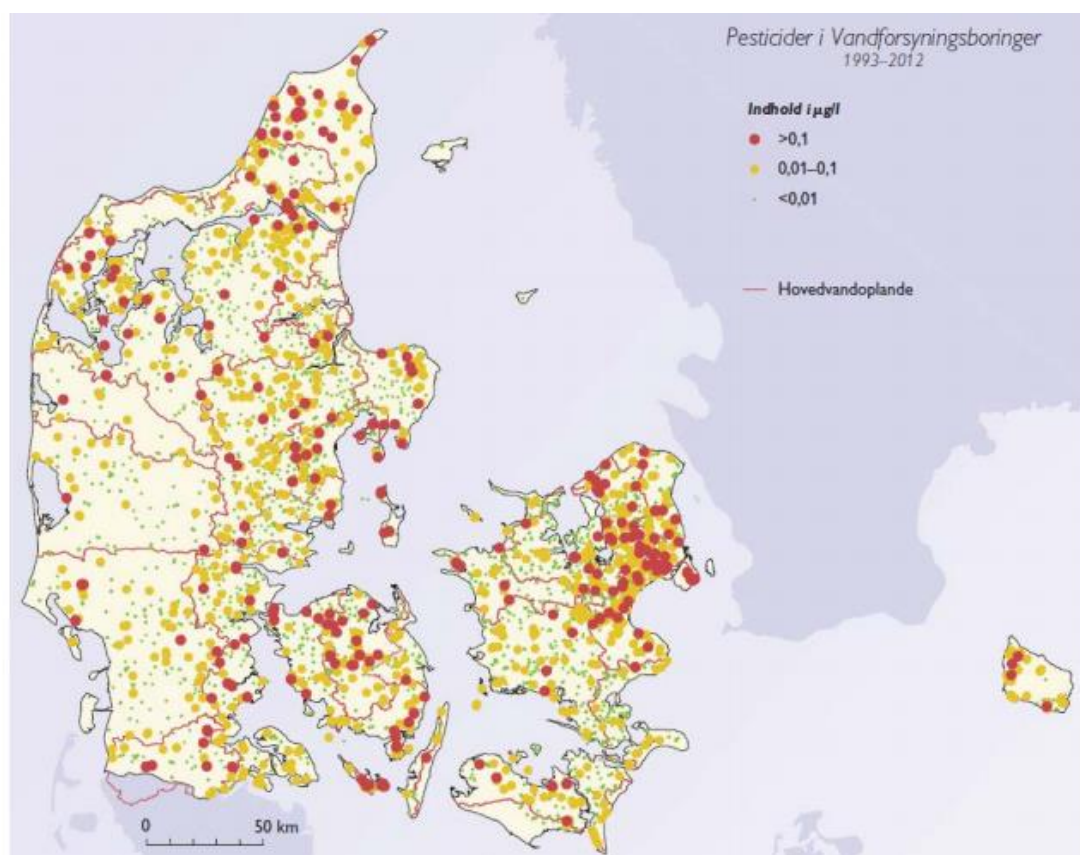 Pesticider i Vandforsyningsboringer
1993–2012
Indhold i µg/l
>0,1
0,01–0,1
<0,01
Hovedvandoplande
0 50 km